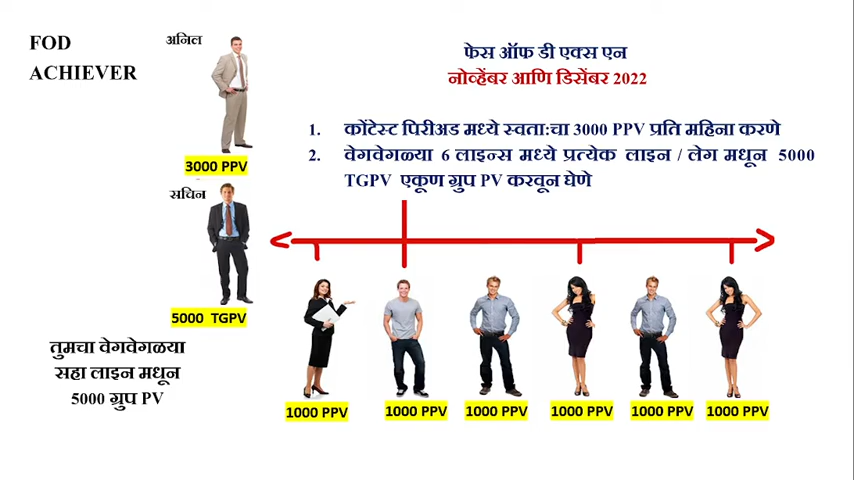 FOD
ACHIEVER
अनिल
3000 PPV
सचिन
5000 TGPV
तुमचा वेगवेगळया
सहा लाइन मधून
5000 ग्रुप PV
फेस ऑफ डी एक्स एन
नोव्हेंबर आणि डिसेंबर 2022
1. कोंटेस्ट पिरीअड मध्ये स्वताःचा 3000 PPV प्रति महिना करणे
2. वेगवेगळ्या 6 लाइन्स मध्ये प्रत्येक लाइन / लेग मधून 5000
TGPV एकूण ग्रुप PV करवून घेणे
1000 PPV 1000 PPV 1000 PPV 1000 PPV 1000 PPV 1000 PPV